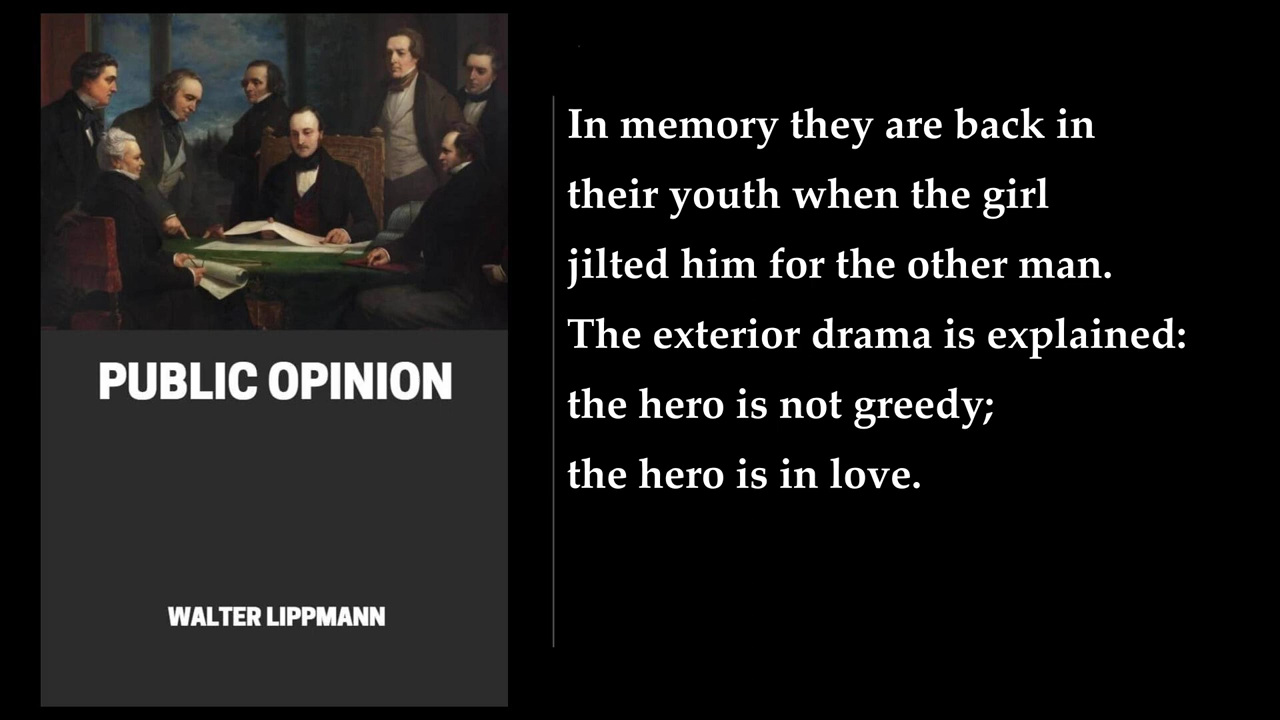 PUBLIC OPINION
WALTER LIPPMANN
In memory they are back in
their youth when the girl
jilted him for the other man.
The exterior drama is explained:
the hero is not greedy;
the hero is in love.